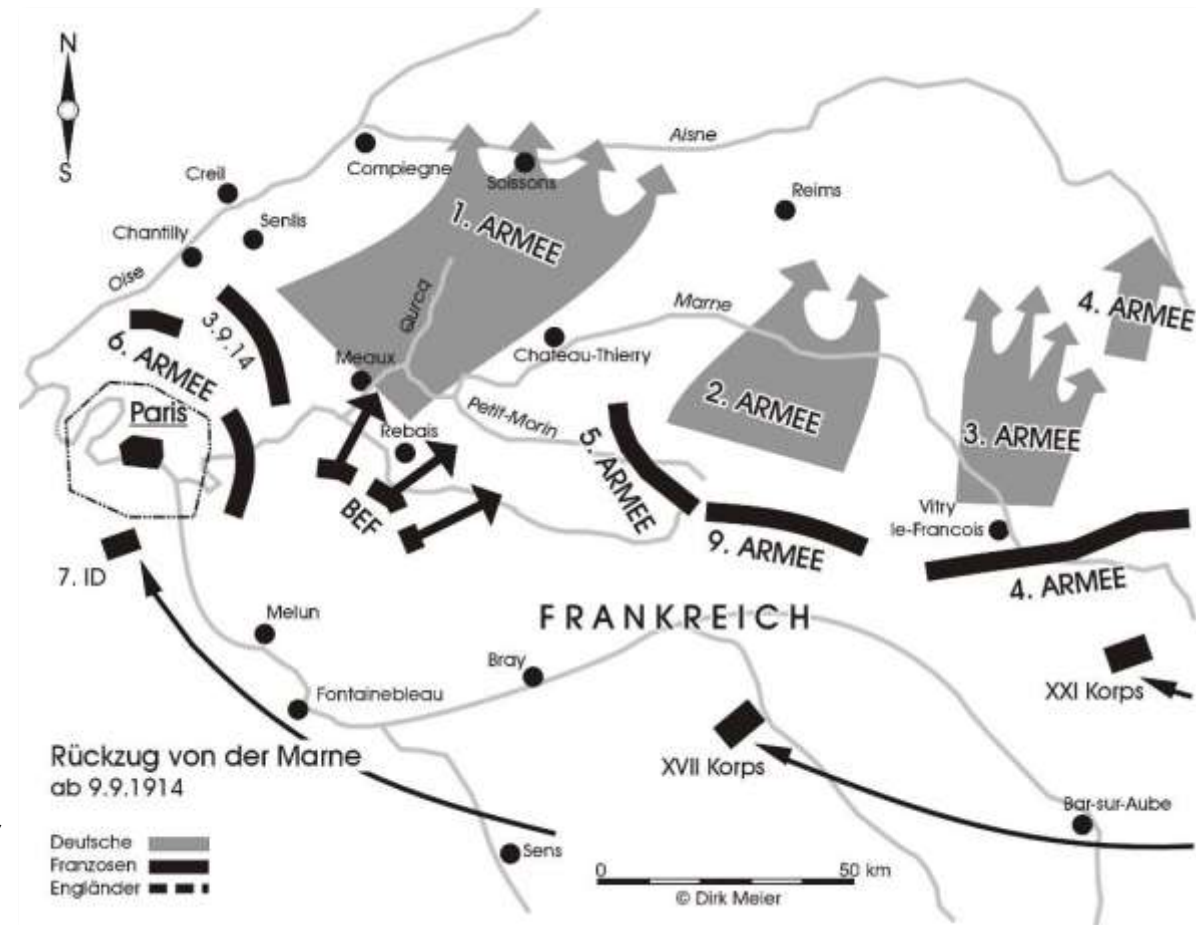 N
S
Aisne
Compiegne
Soissons
Creil
Reims
Senlis
Chantilly
1. ARMEE
Oise
Qurcq
Marne
4. ARMEE
3.9.14
6. ARMEE
Meaux
Chateau-Thierry
Paris
2. ARMEE
Petit-Morin
Rebais
3. ARMEE
5. ARMEE
BEF
Vitry
le-Francois
9. ARMEE
7. ID
4. ARMEE
FRANKREICH
Melun
Bray
XXI Korps
Fontainebleau
Rückzug von der Marne
ab 9.9.1914
XVII Korps
Bar-sur-Aube
Deutsche
Franzosen
Engländer
Sens
0 50 km
© Dirk Meier